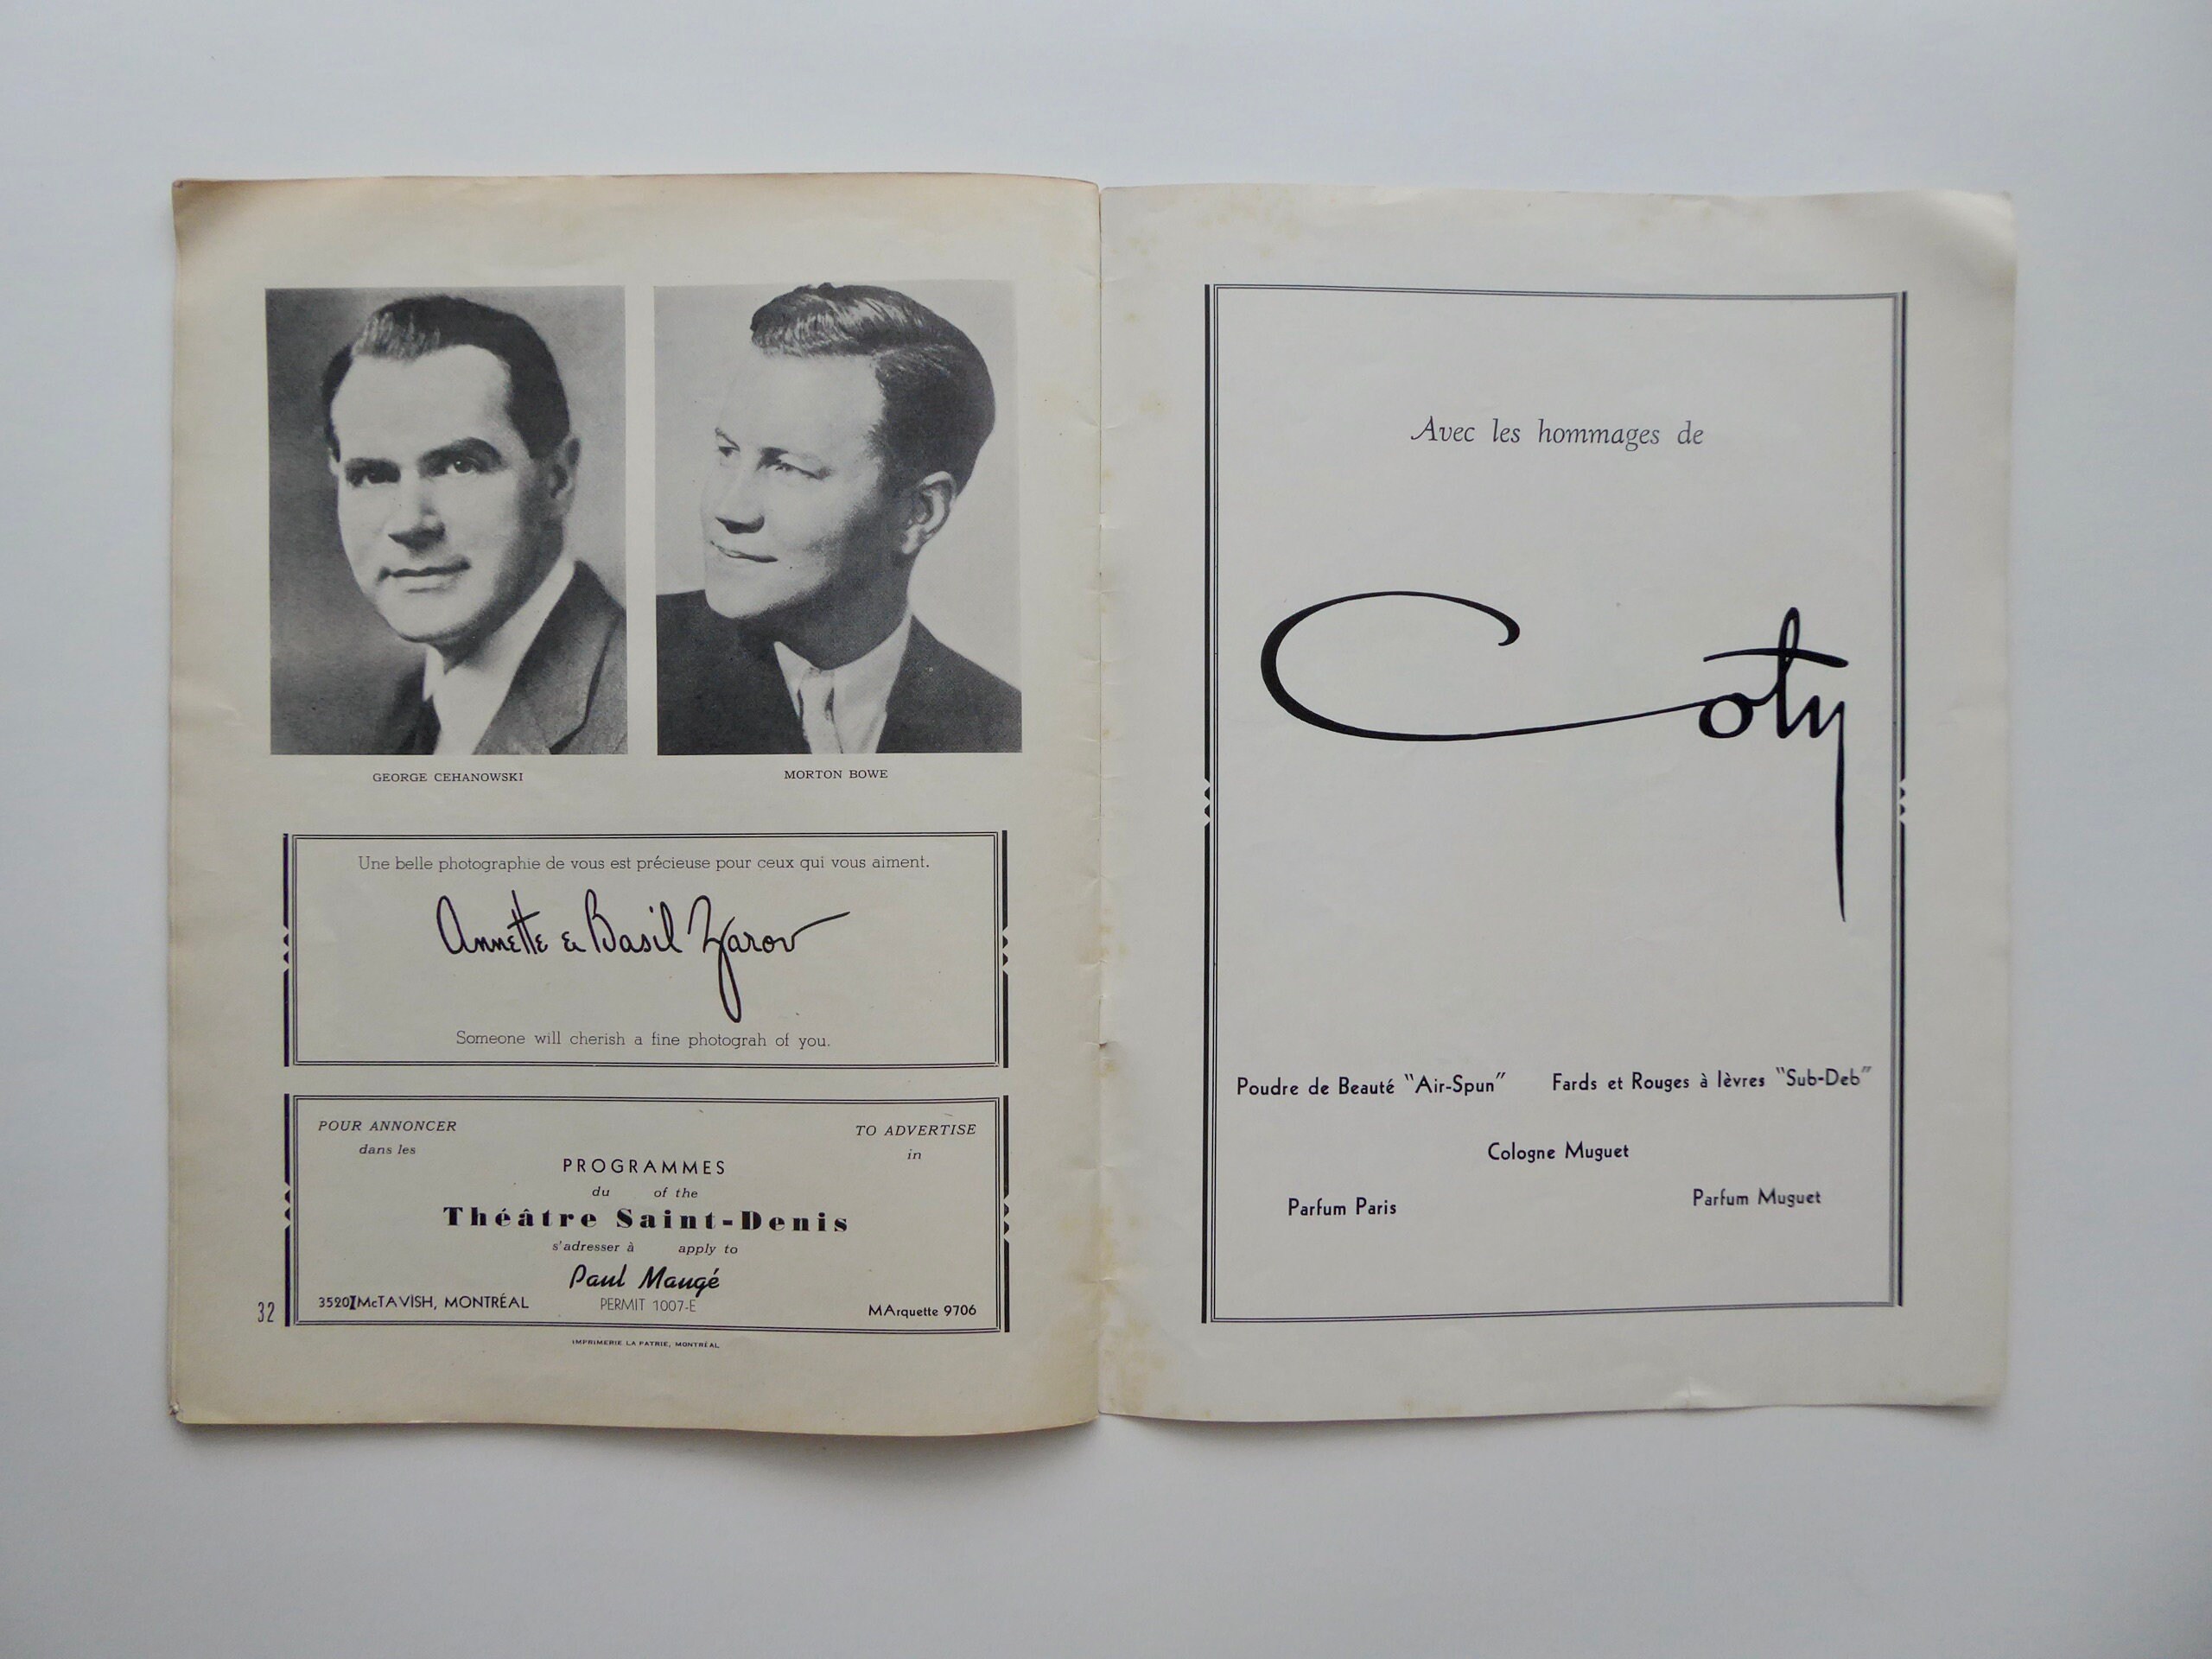 GEORGE CEHANOWSKI
MORTON BOWE
Une belle photographie de vous est précieuse pour ceux qui vous aiment.
Annette & Basil Zarov
Someone will cherish a fine photograh of you.
POUR ANNONCER
dans les
TO ADVERTISE
in
PROGRAMMES
du of the
Théâtre Saint-Denis
s'adresser à apply to
Paul Maugé
3520 McTAVISH, MONTRÉAL
PERMIT 1007-E
MArquette 9706
32
IMPRIMERIE LA PATRIE, MONTRÉAL
Avec les hommages de
Coty
Poudre de Beauté "Air-Spun" Fards et Rouges à lèvres "Sub-Deb"
Cologne Muguet
Parfum Paris Parfum Muguet